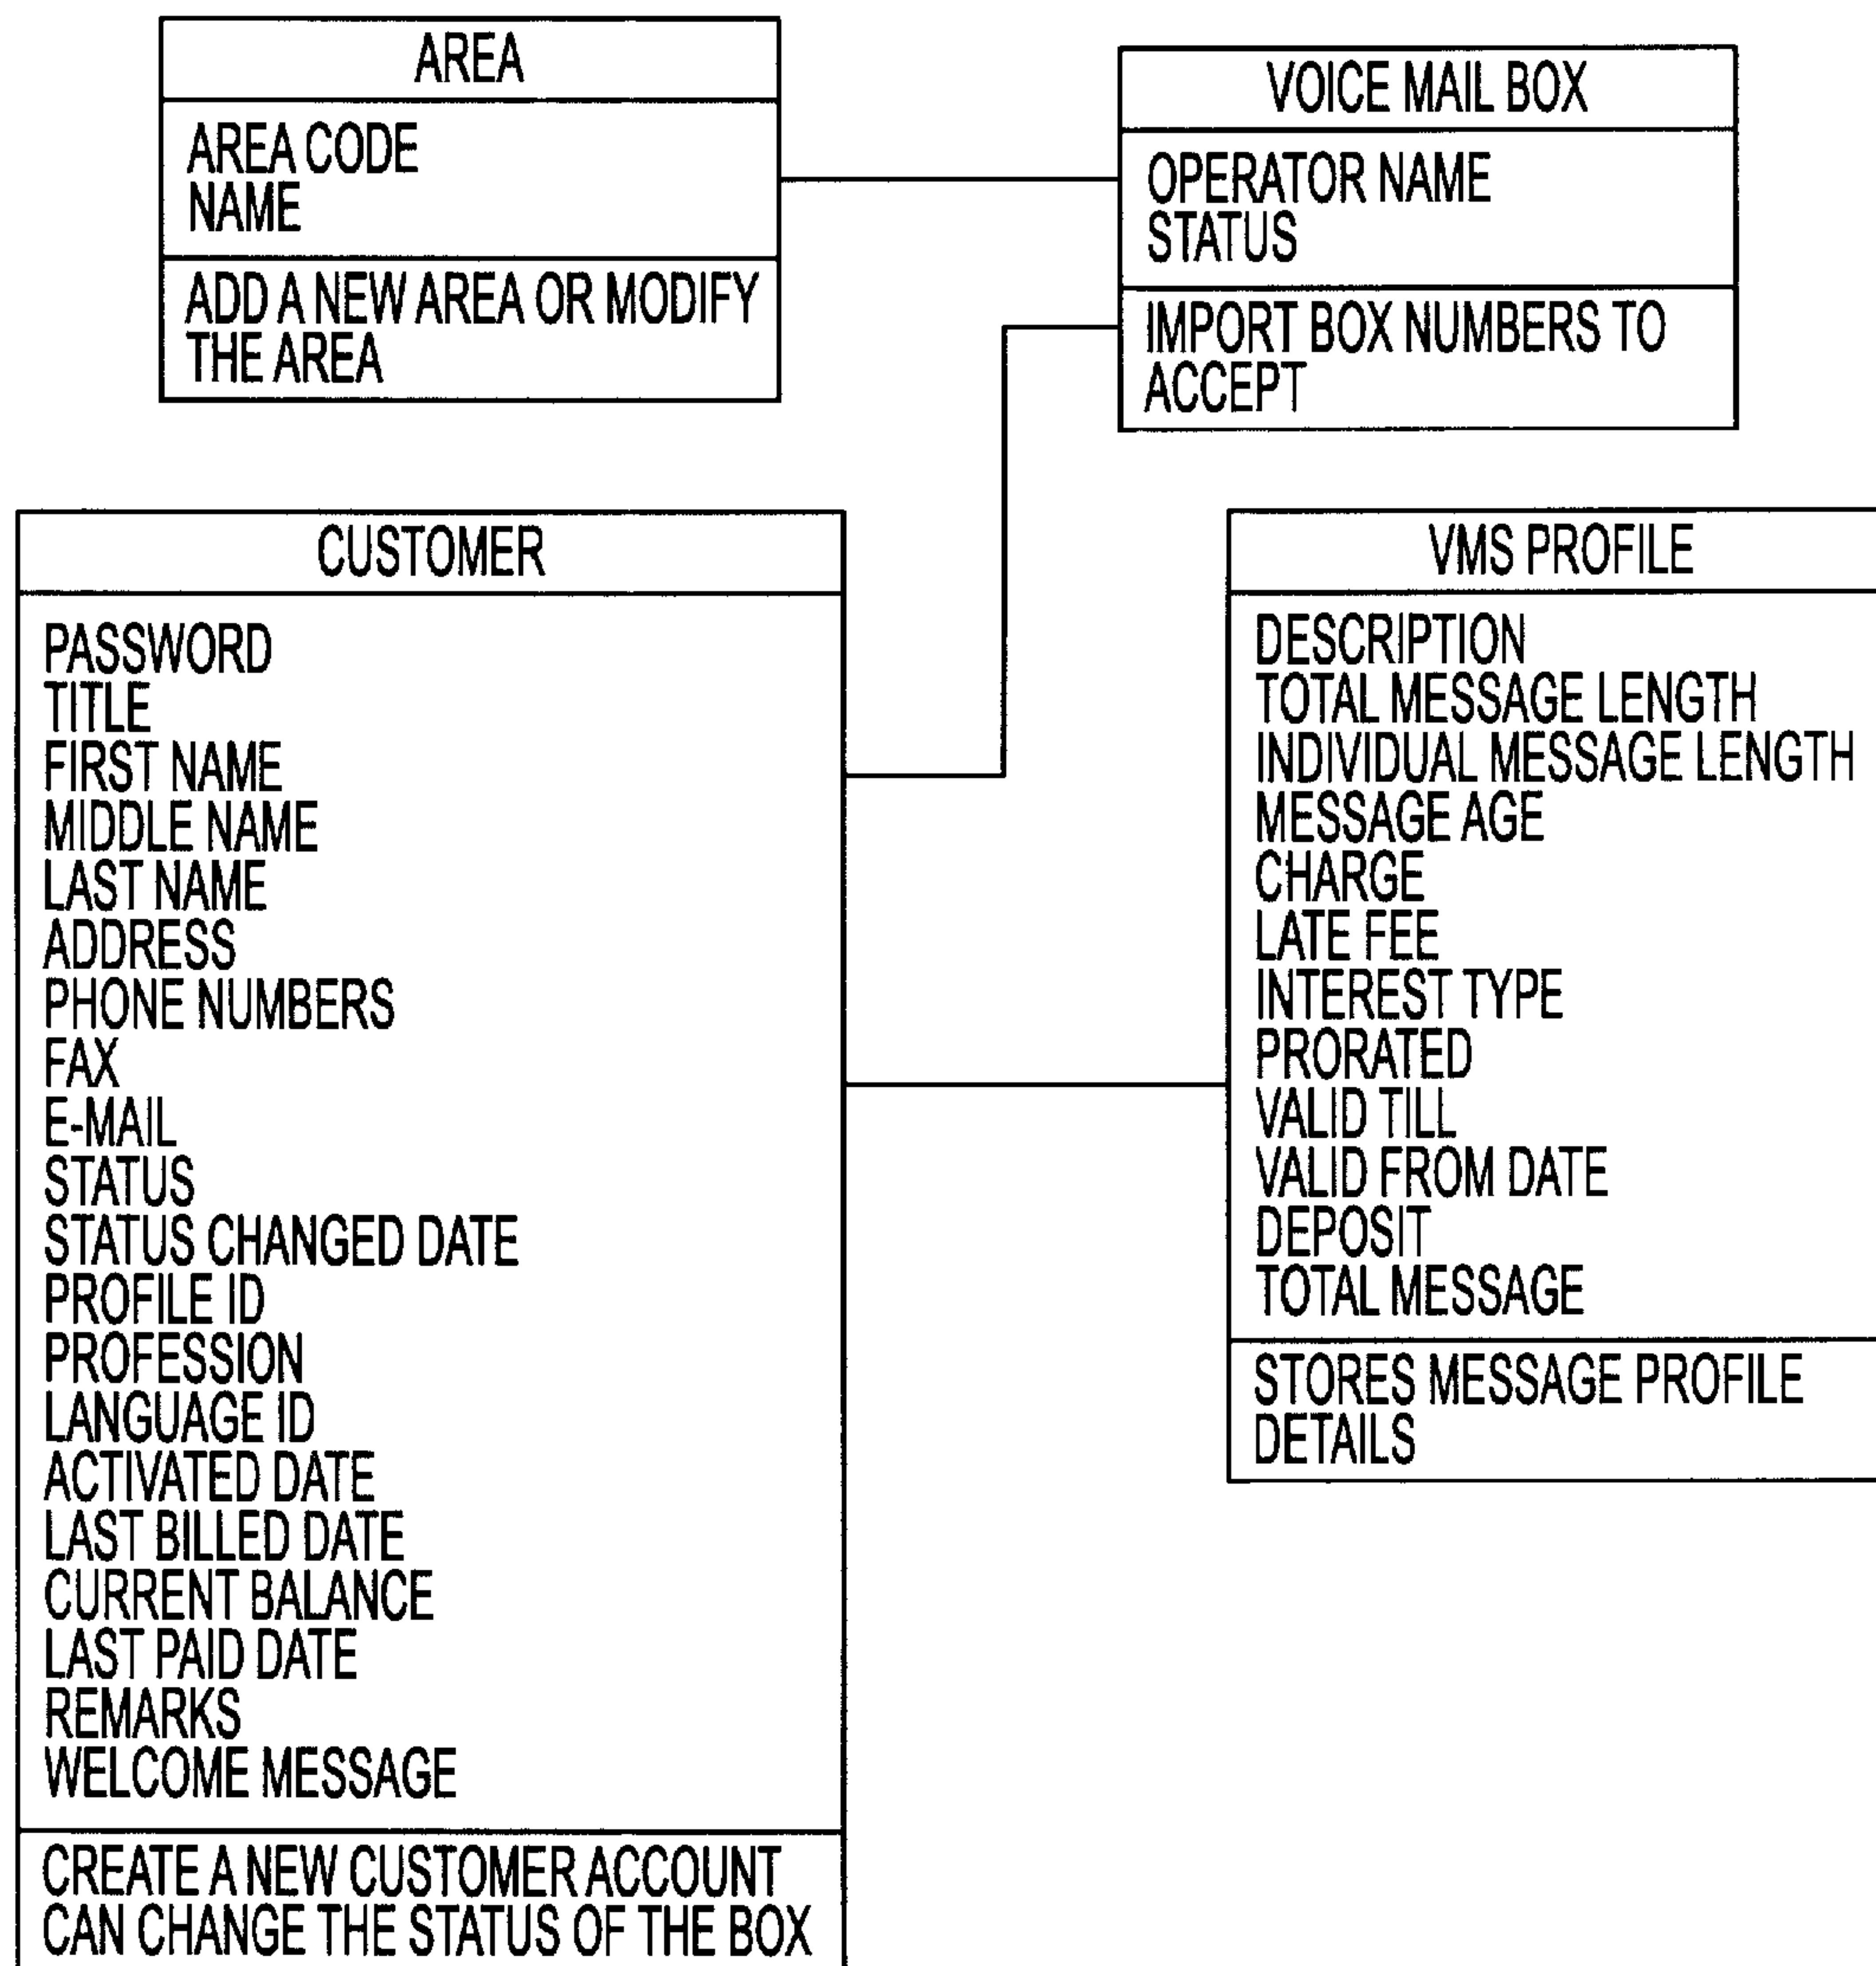 AREA
AREA CODE
NAME
ADD A NEW AREA OR MODIFY
THE AREA
VOICE MAIL BOX
OPERATOR NAME
STATUS
IMPORT BOX NUMBERS TO
ACCEPT
CUSTOMER
PASSWORD
TITLE
FIRST NAME
MIDDLE NAME
LAST NAME
ADDRESS
PHONE NUMBERS
FAX
E-MAIL
STATUS
STATUS CHANGED DATE
PROFILE ID
PROFESSION
LANGUAGE ID
ACTIVATED DATE
LAST BILLED DATE
CURRENT BALANCE
LAST PAID DATE
REMARKS
WELCOME MESSAGE
CREATE A NEW CUSTOMER ACCOUNT
CAN CHANGE THE STATUS OF THE BOX
VMS PROFILE
DESCRIPTION
TOTAL MESSAGE LENGTH
INDIVIDUAL MESSAGE LENGTH
MESSAGE AGE
CHARGE
LATE FEE
INTEREST TYPE
PRORATED
VALID TILL
VALID FROM DATE
DEPOSIT
TOTAL MESSAGE
STORES MESSAGE PROFILE
DETAILS